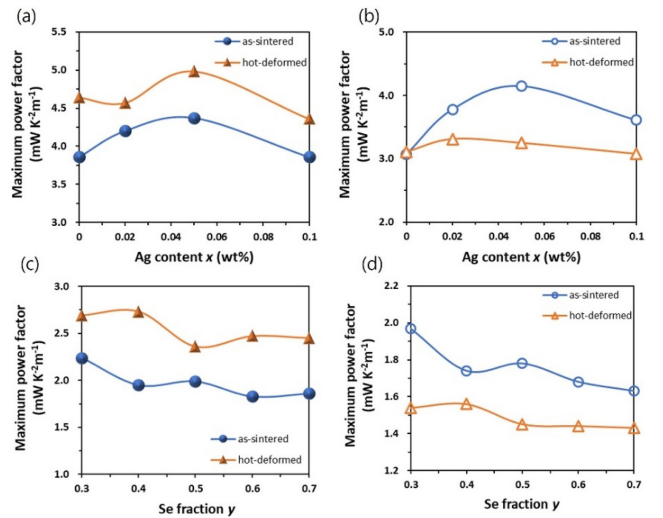 (a)
Maximum power factor
(mW K⁻²m⁻¹)
5.5
5.0
4.5
4.0
3.5
3.0
as-sintered
hot-deformed
0
0.02
0.04
0.06
0.08
0.1
Ag content x (wt%)
(b)
Maximum power factor
(mW K⁻²m⁻¹)
5.0
4.0
3.0
2.0
as-sintered
hot-deformed
0
0.02
0.04
0.06
0.08
0.1
Ag content x (wt%)
(c)
Maximum power factor
(mW K⁻²m⁻¹)
3.0
2.5
2.0
1.5
1.0
as-sintered
hot-deformed
0.3
0.4
0.5
0.6
0.7
Se fraction y
(d)
Maximum power factor
(mW K⁻²m⁻¹)
2.2
2.0
1.8
1.6
1.4
1.2
as-sintered
hot-deformed
0.3
0.4
0.5
0.6
0.7
Se fraction y